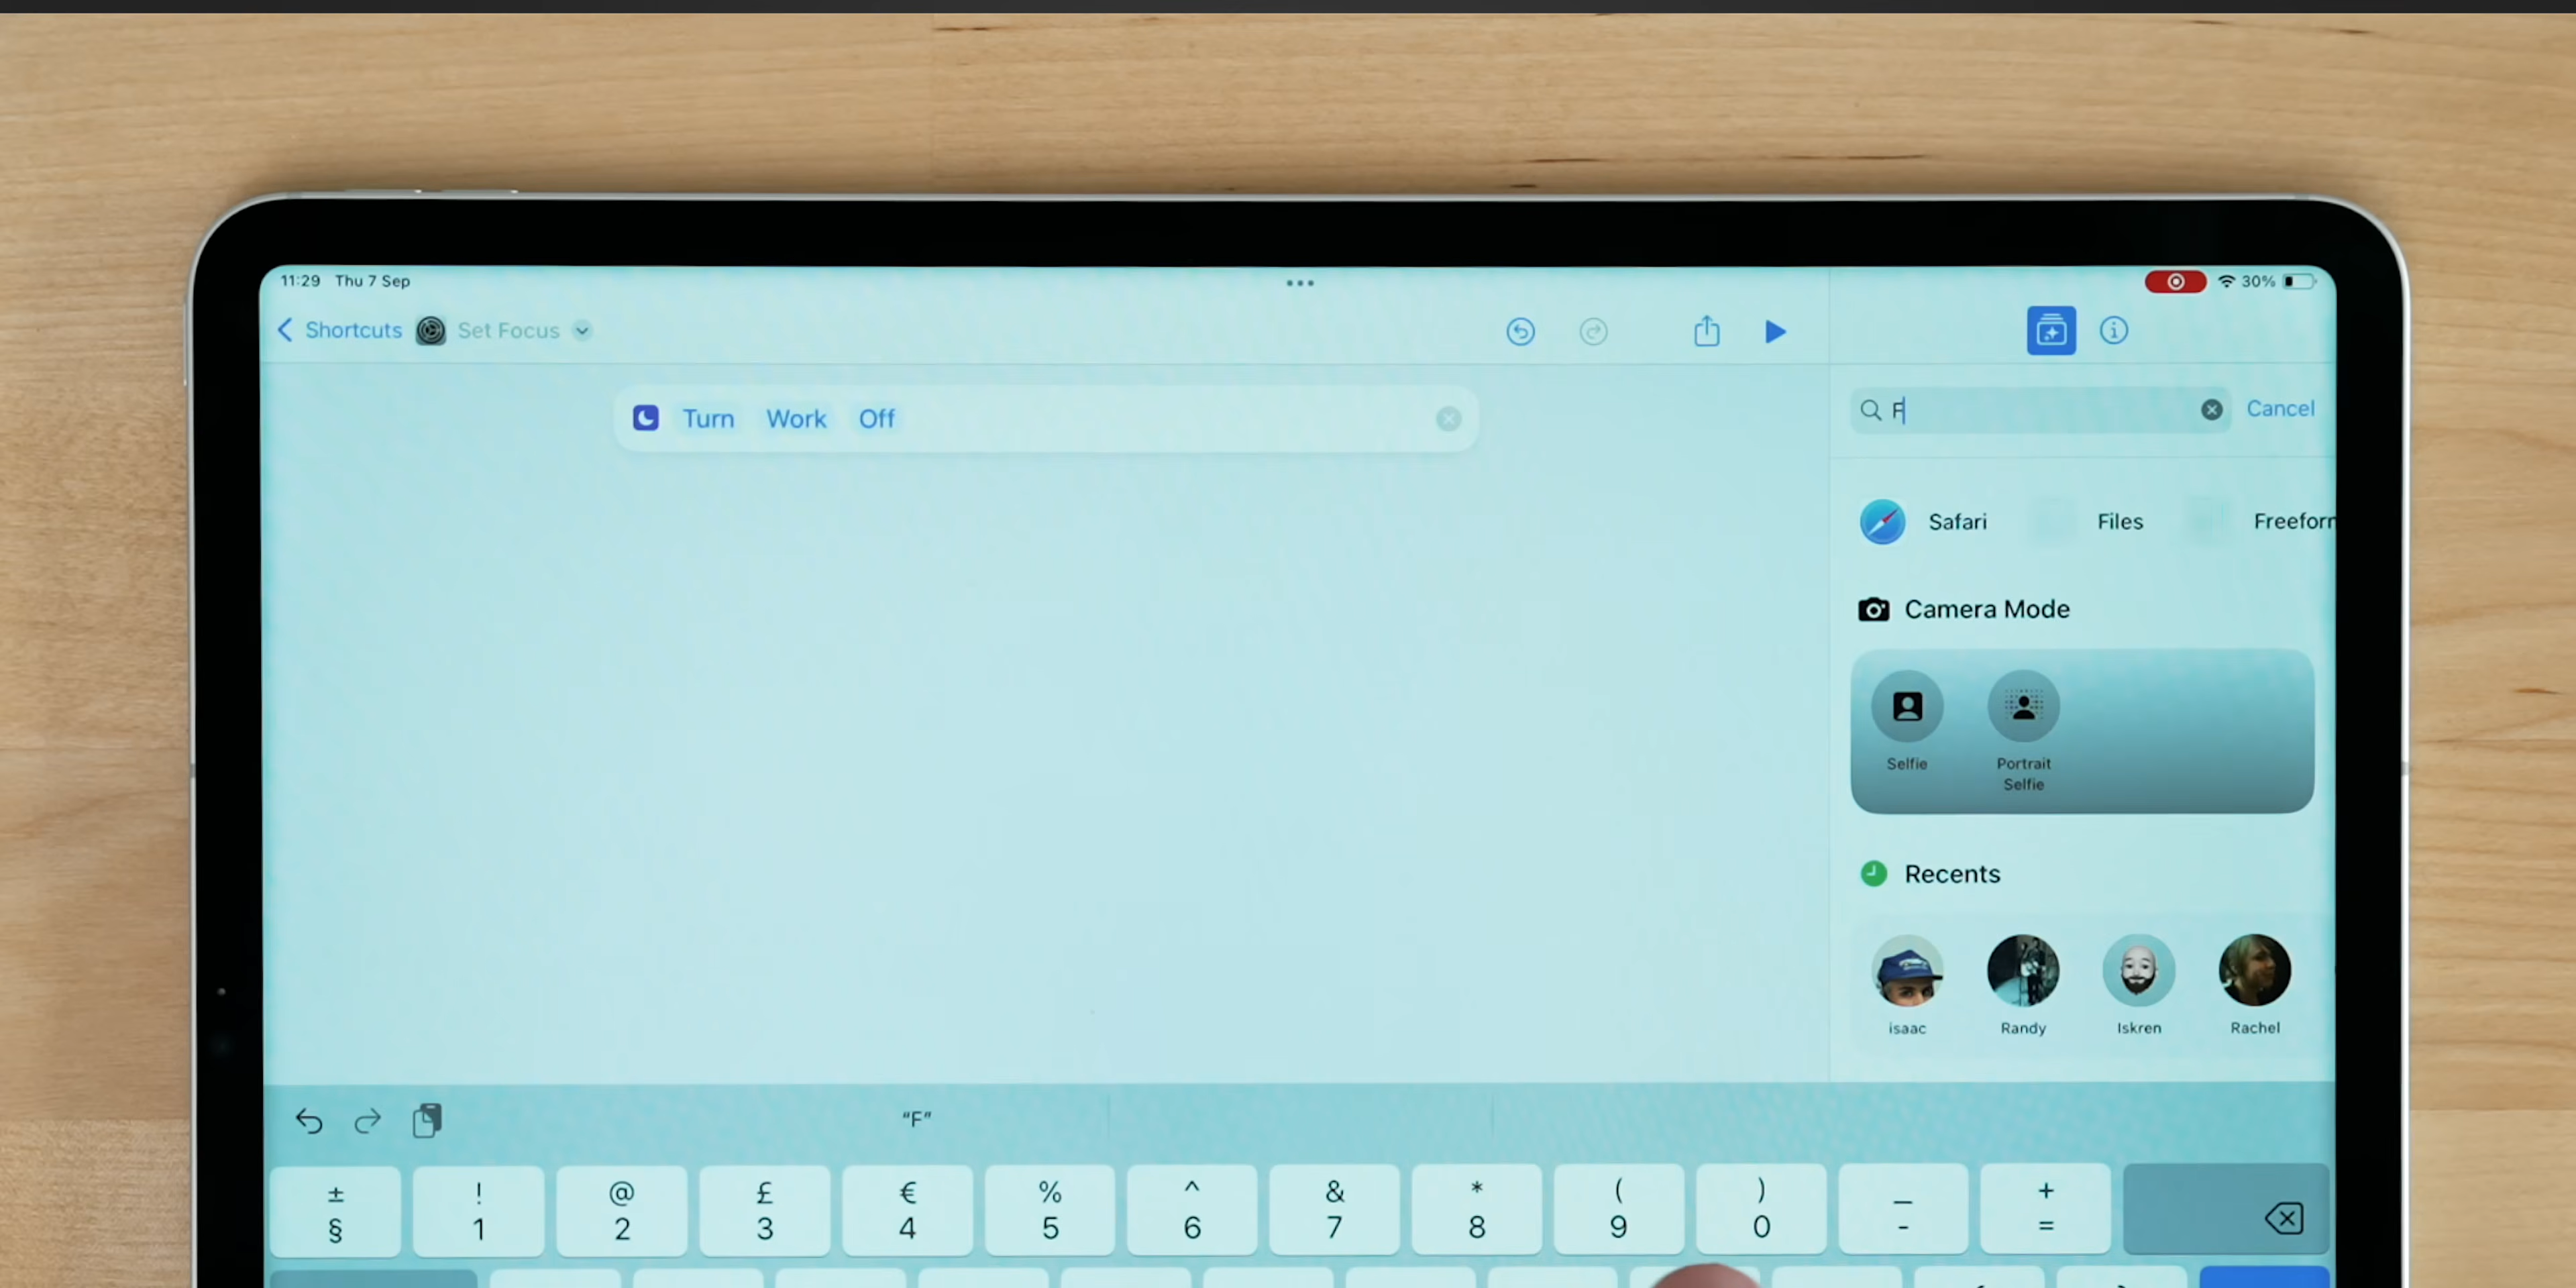 11:29 Thu 7 Sep
30%
Shortcuts Set Focus
Turn Work Off
F
Cancel
Safari Files Freeform
Camera Mode
Selfie
Portrait
Selfie
Recents
isaac Randy Iskren Rachel
"F"
± ! @ £ € % ^ & * ( ) _ +
§ 1 2 3 4 5 6 7 8 9 0 - =